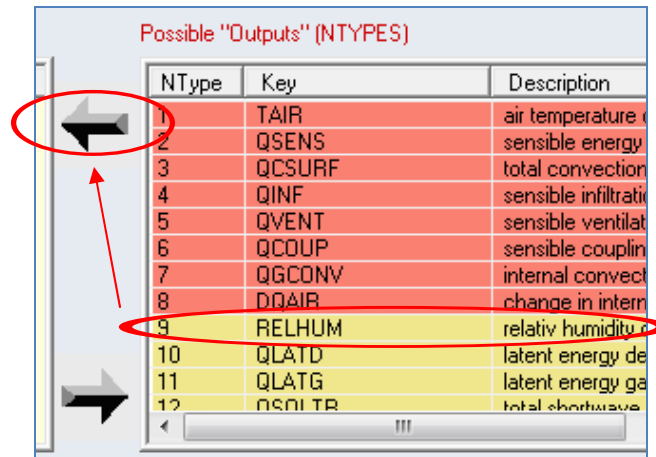 Possible "Outputs" (NTYPES)
NType Key Description
1 TAIR air temperature
2 QSENS sensible energy
3 QCSURF total convection
4 QINF sensible infiltratio
5 QVENT sensible ventilat
6 QCOUP sensible couplin
7 QGCONV internal convect
8 DQAIR change in intern
9 RELHUM relativ humidity
10 QLATD latent energy de
11 QLATG latent energy ga
12 QSOLTR total shortwave